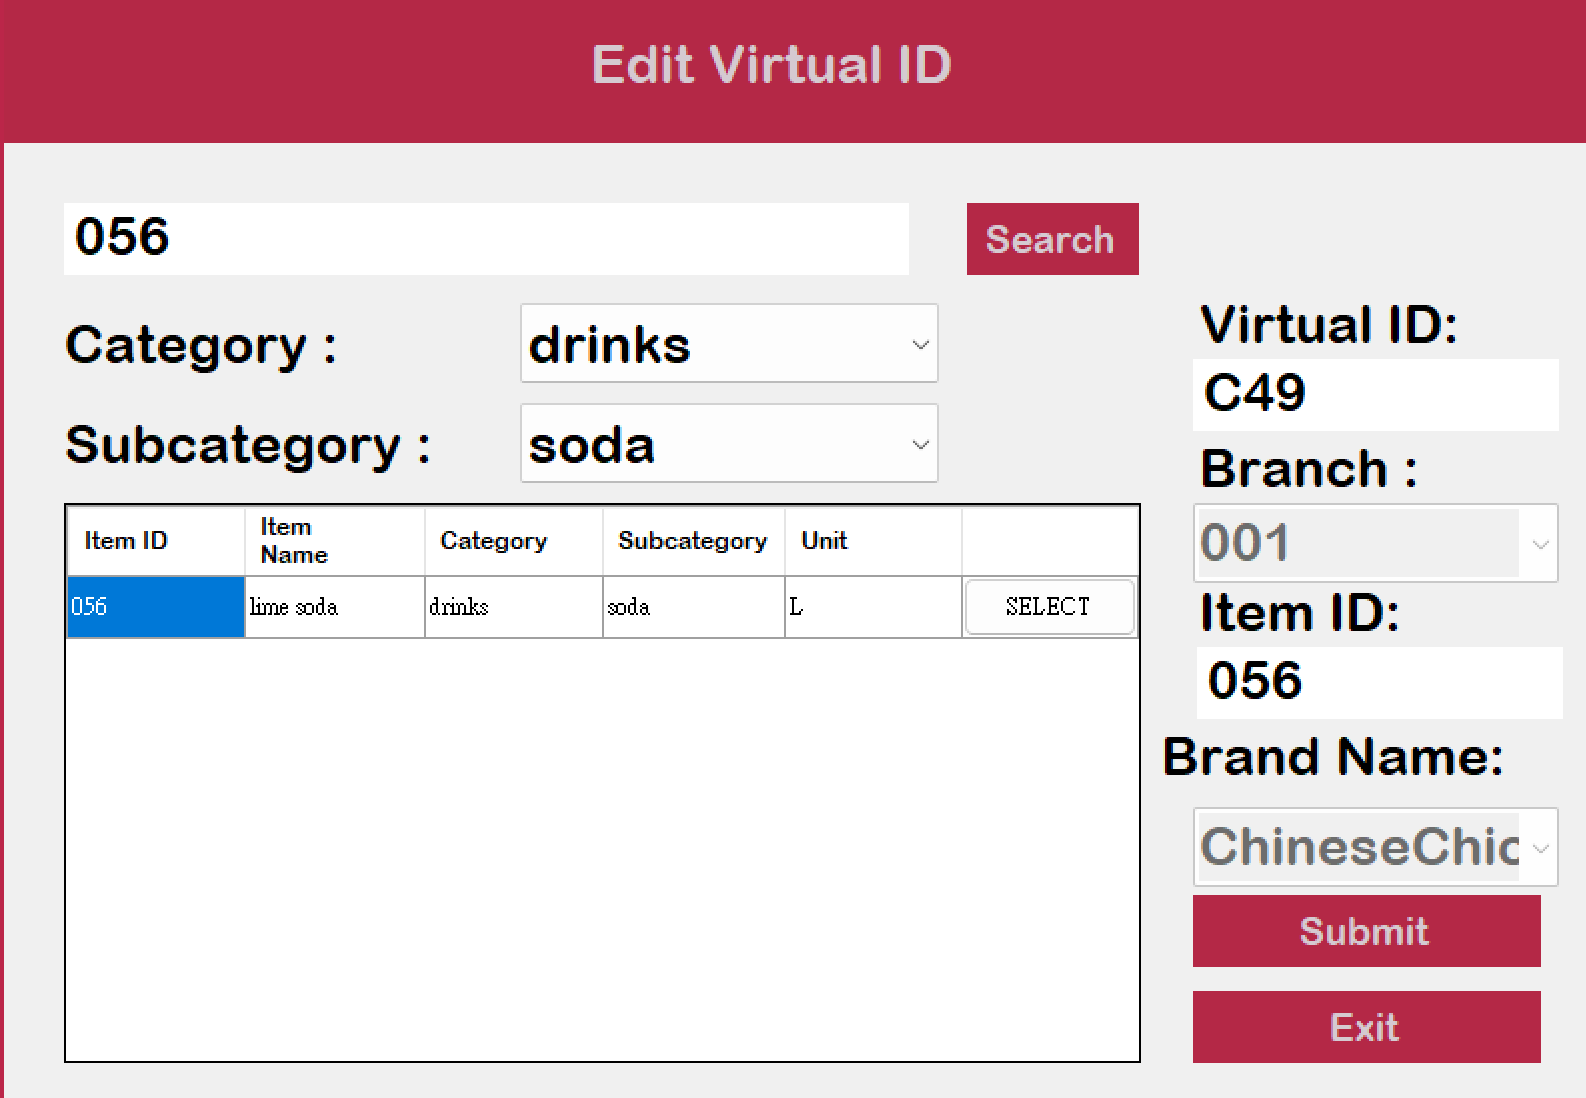 Edit Virtual ID
056
Search
Category :
drinks
Subcategory :
soda
Item ID
Item
Name
Category
Subcategory
Unit
056
lime soda
drinks
soda
L
SELECT
Virtual ID:
C49
Branch :
001
Item ID:
056
Brand Name:
Submit
Exit